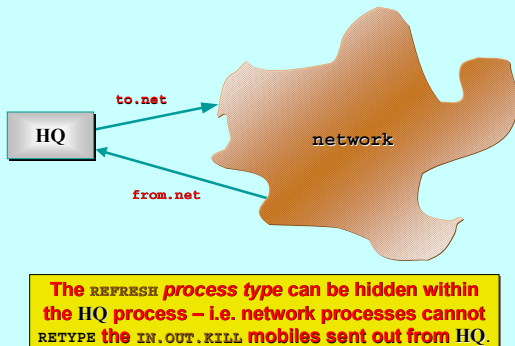 to.net
HQ
network
from.net
The REFRESH process type can be hidden within
the HQ process – i.e. network processes cannot
RETYPE the IN.OUT.KILL mobiles sent out from HQ.